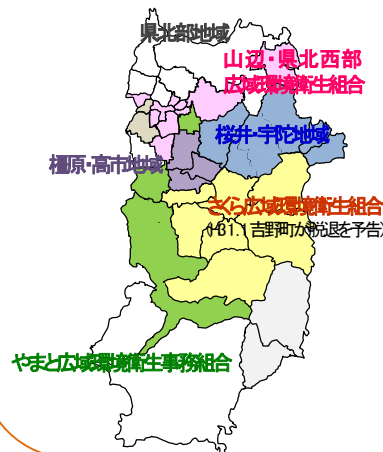 県北部地域
山辺・県北西部
広域環境衛生組合
桜井・宇陀地域
橿原・高市地域
さくら広域環境衛生組合
(H31.1吉野町が脱退を予告)
やまと広域環境衛生事務組合